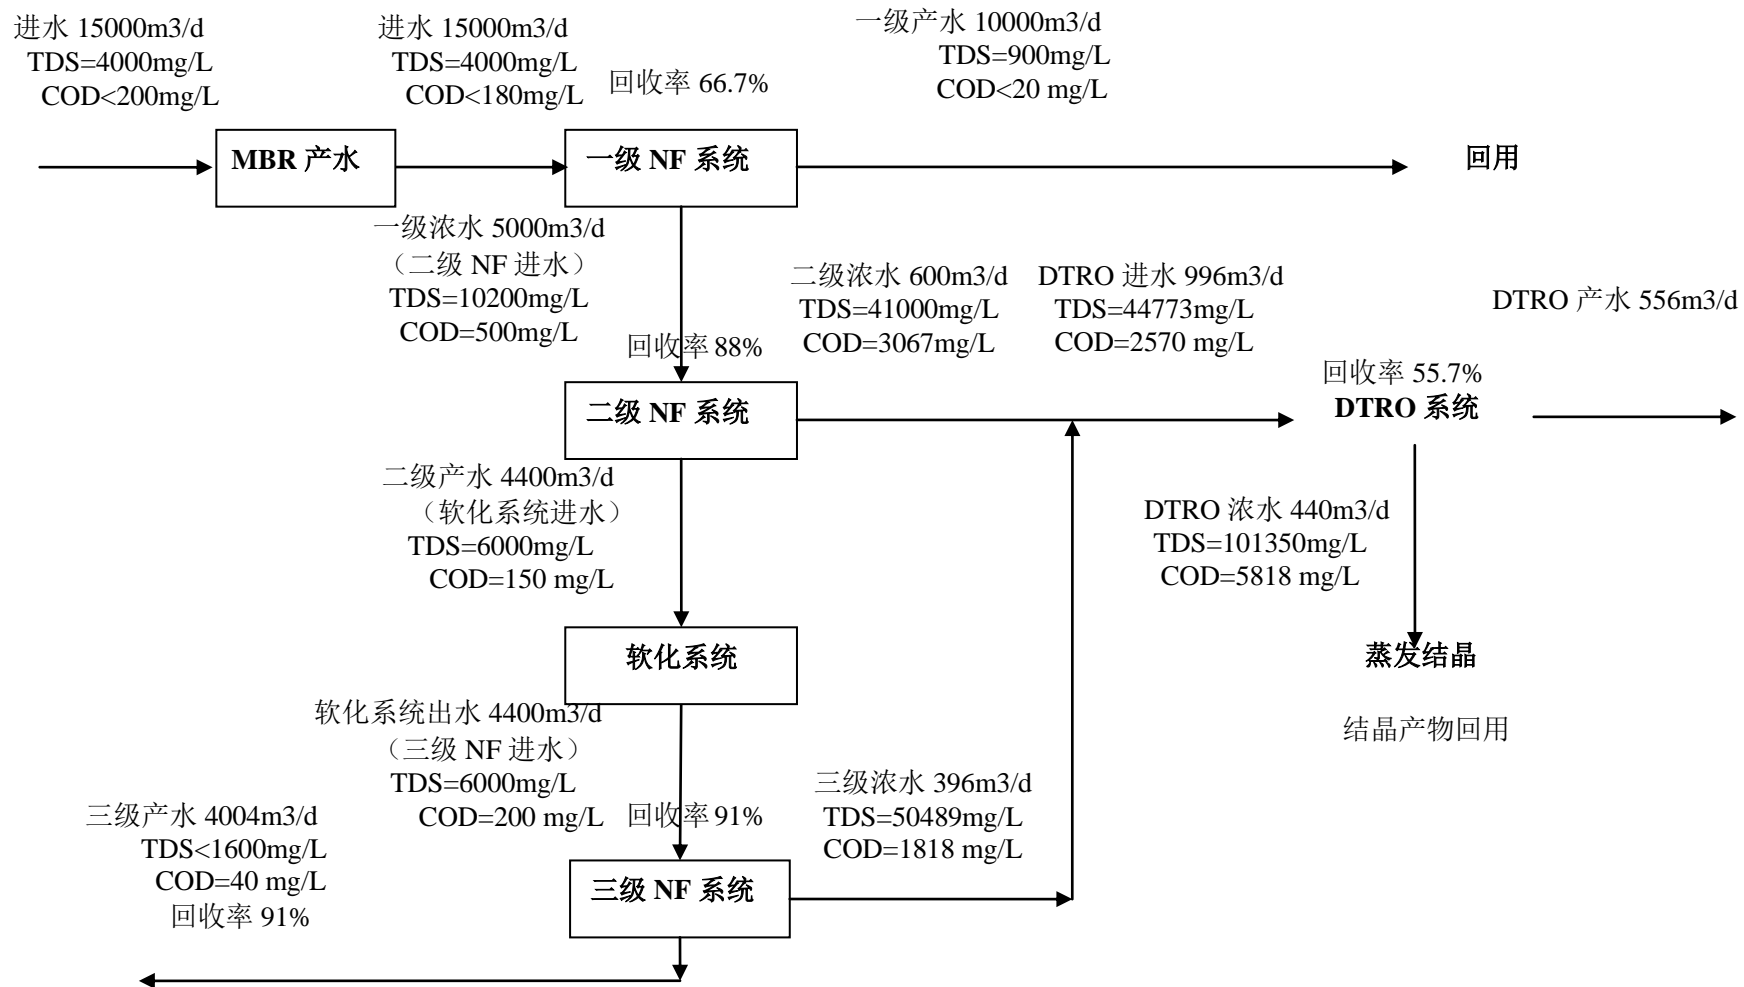 进水 15000m3/d
TDS=4000mg/L
COD<200mg/L
进水 15000m3/d
TDS=4000mg/L
COD<180mg/L
回收率 66.7%
一级产水 10000m3/d
TDS=900mg/L
COD<20 mg/L
MBR 产水
一级 NF 系统
回用
一级浓水 5000m3/d
（二级 NF 进水）
TDS=10200mg/L
COD=500mg/L
回收率 88%
二级浓水 600m3/d
TDS=41000mg/L
COD=3067mg/L
DTRO 进水 996m3/d
TDS=44773mg/L
COD=2570 mg/L
DTRO 产水 556m3/d
回收率 55.7%
DTRO 系统
二级 NF 系统
二级产水 4400m3/d
（软化系统进水）
TDS=6000mg/L
COD=150 mg/L
DTRO 浓水 440m3/d
TDS=101350mg/L
COD=5818 mg/L
软化系统
蒸发结晶
结晶产物回用
软化系统出水 4400m3/d
（三级 NF 进水）
TDS=6000mg/L
COD=200 mg/L
回收率 91%
三级浓水 396m3/d
TDS=50489mg/L
COD=1818 mg/L
三级产水 4004m3/d
TDS<1600mg/L
COD=40 mg/L
回收率 91%
三级 NF 系统